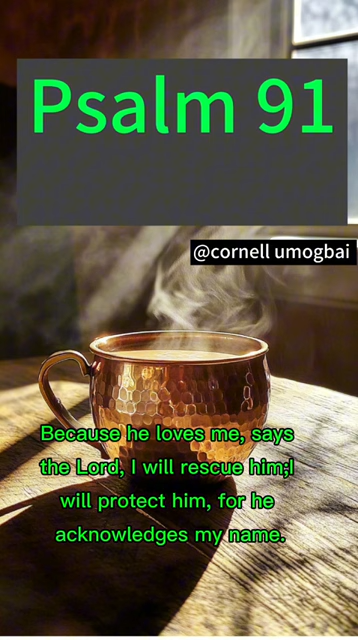 Psalm 91
@cornell umogbai
Because he loves me, says
the Lord, I will rescue him;I
will protect him, for he
acknowledges my name.